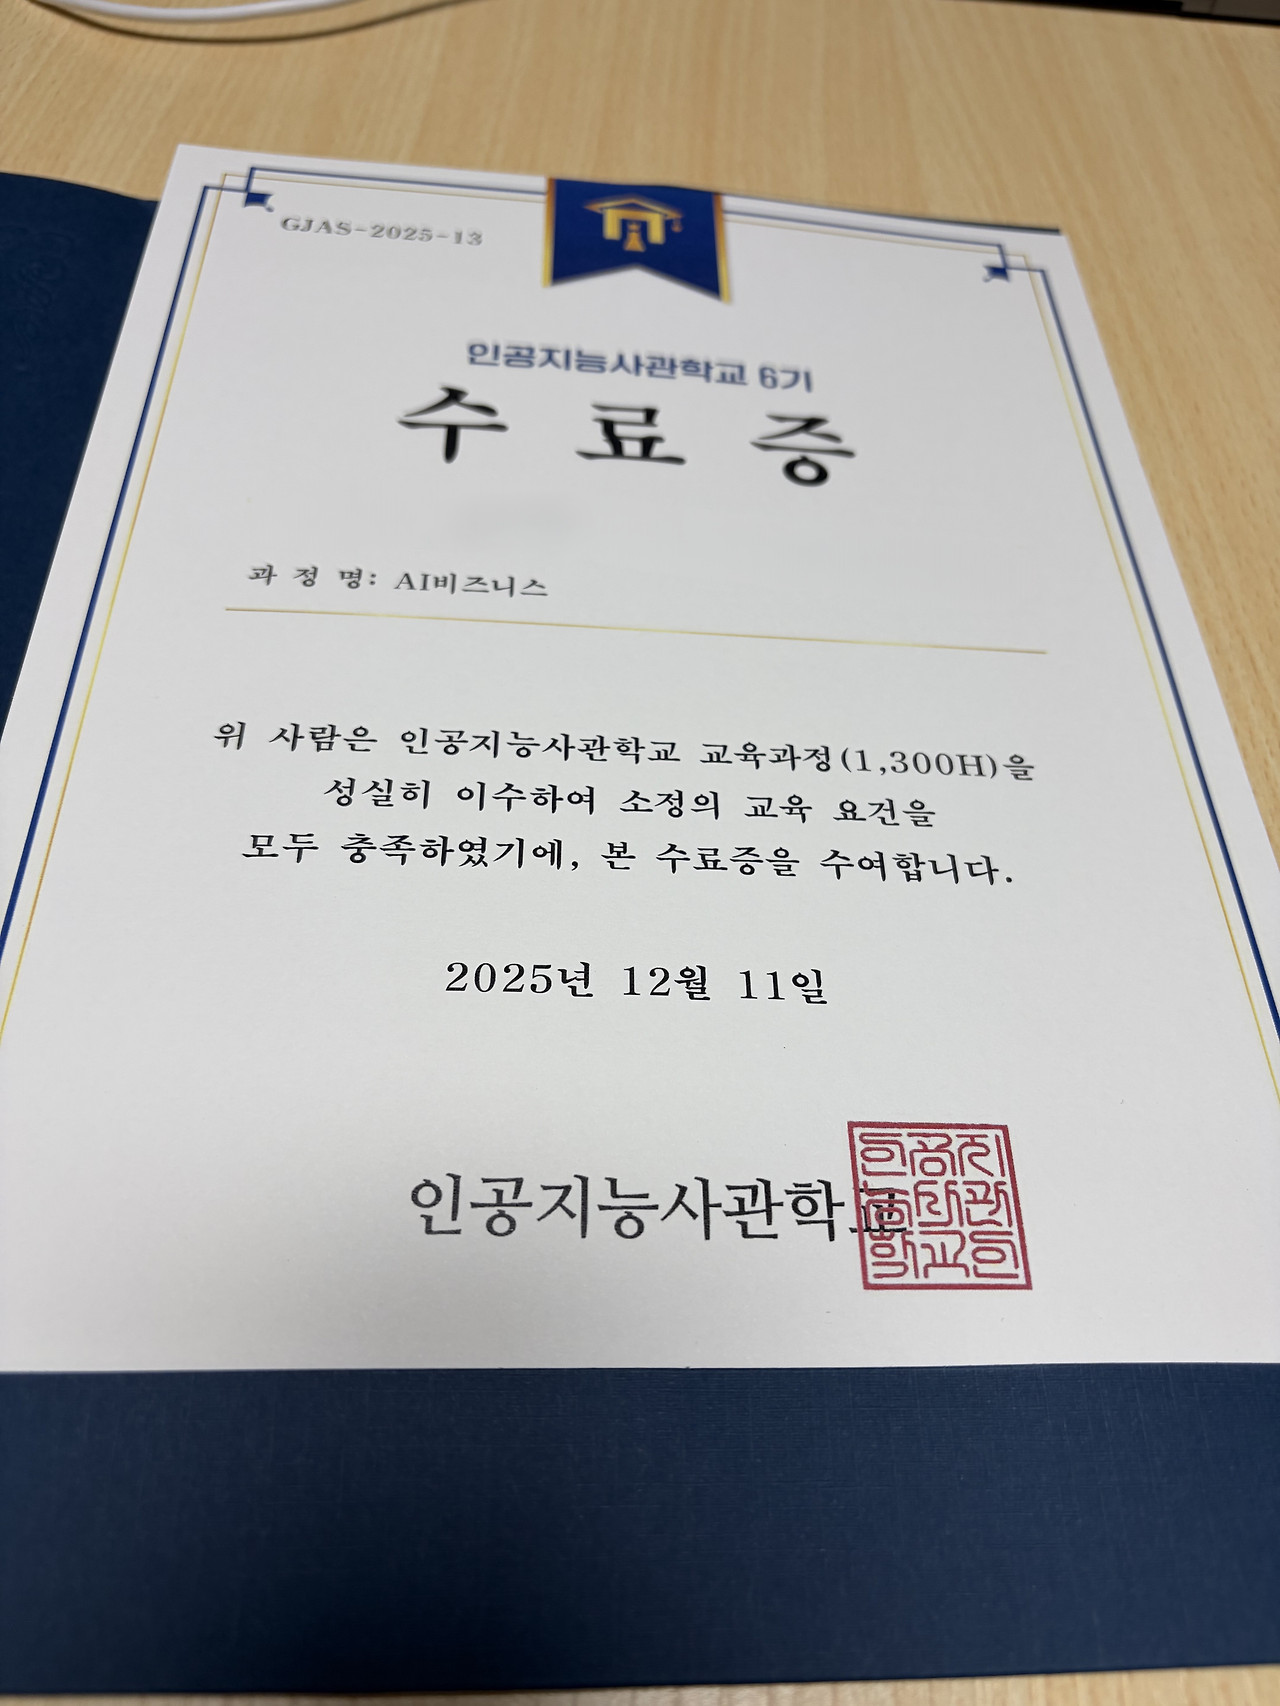 GJAS-2025-13
인공지능사관학교 6기
수 료 증
과 정 명: AI비즈니스
위 사람은 인공지능사관학교 교육과정(1,300H)을
성실히 이수하여 소정의 교육 요건을
모두 충족하였기에, 본 수료증을 수여합니다.
2025년 12월 11일
인공지능사관학교